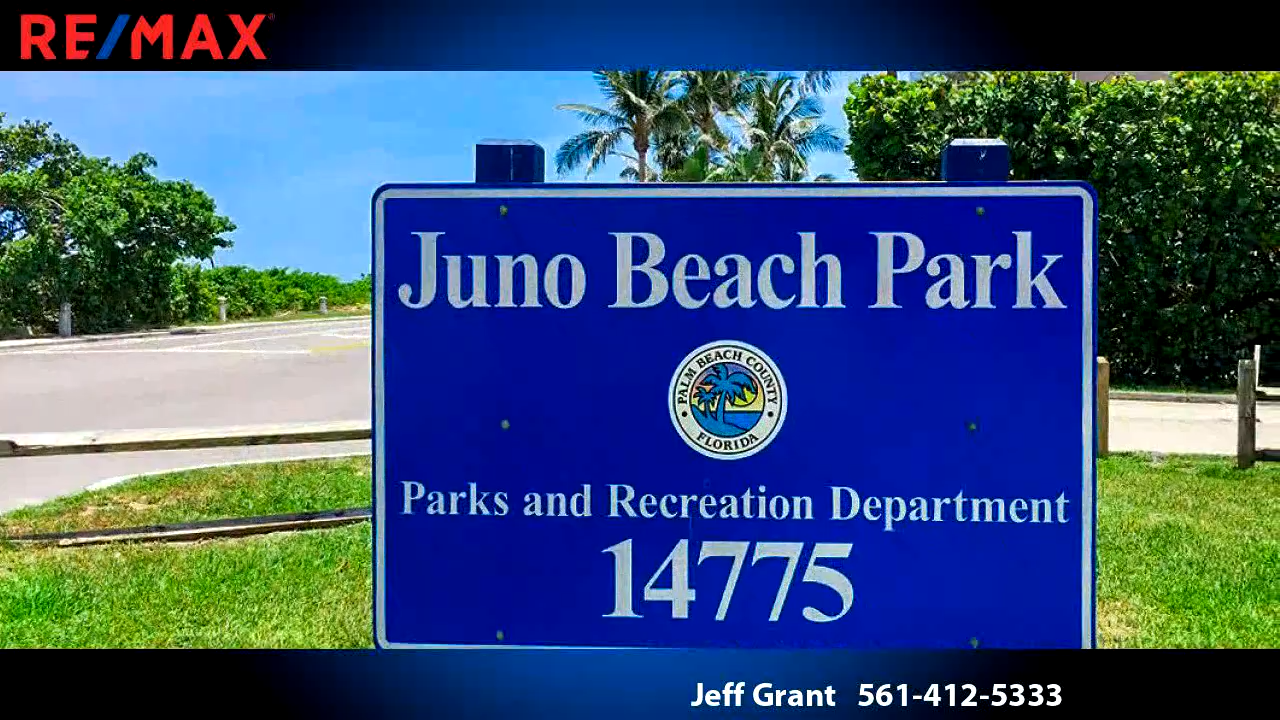 RE/MAX®
Juno Beach Park
PALM BEACH COUNTY
FLORIDA
Parks and Recreation Department
14775
Jeff Grant 561-412-5333